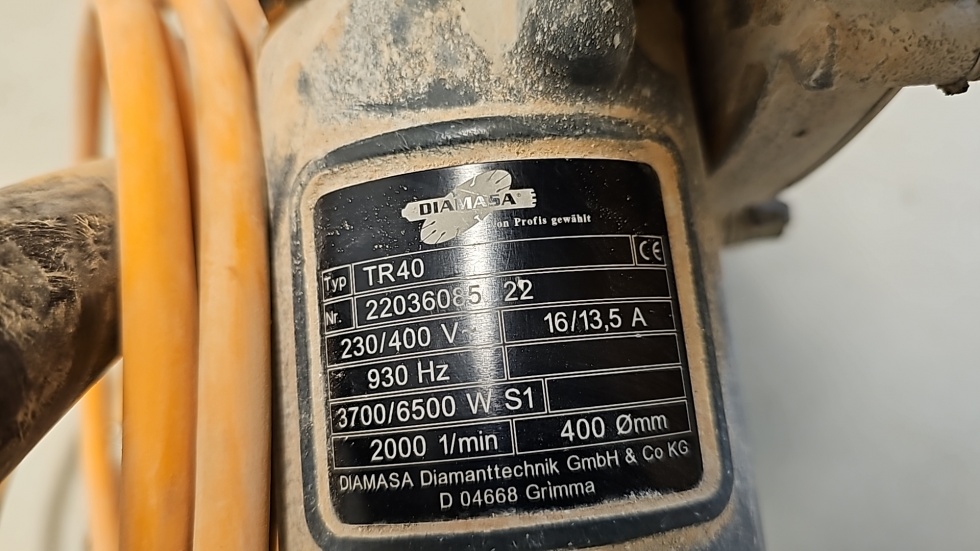 DIAMASA®
von Profis gewählt
Typ TR40 CE
Nr. 22036085 22
230/400 V 16/13,5 A
930 Hz
3700/6500 W S1
2000 1/min 400 Ømm
DIAMASA Diamanttechnik GmbH & Co KG
D 04668 Grimma